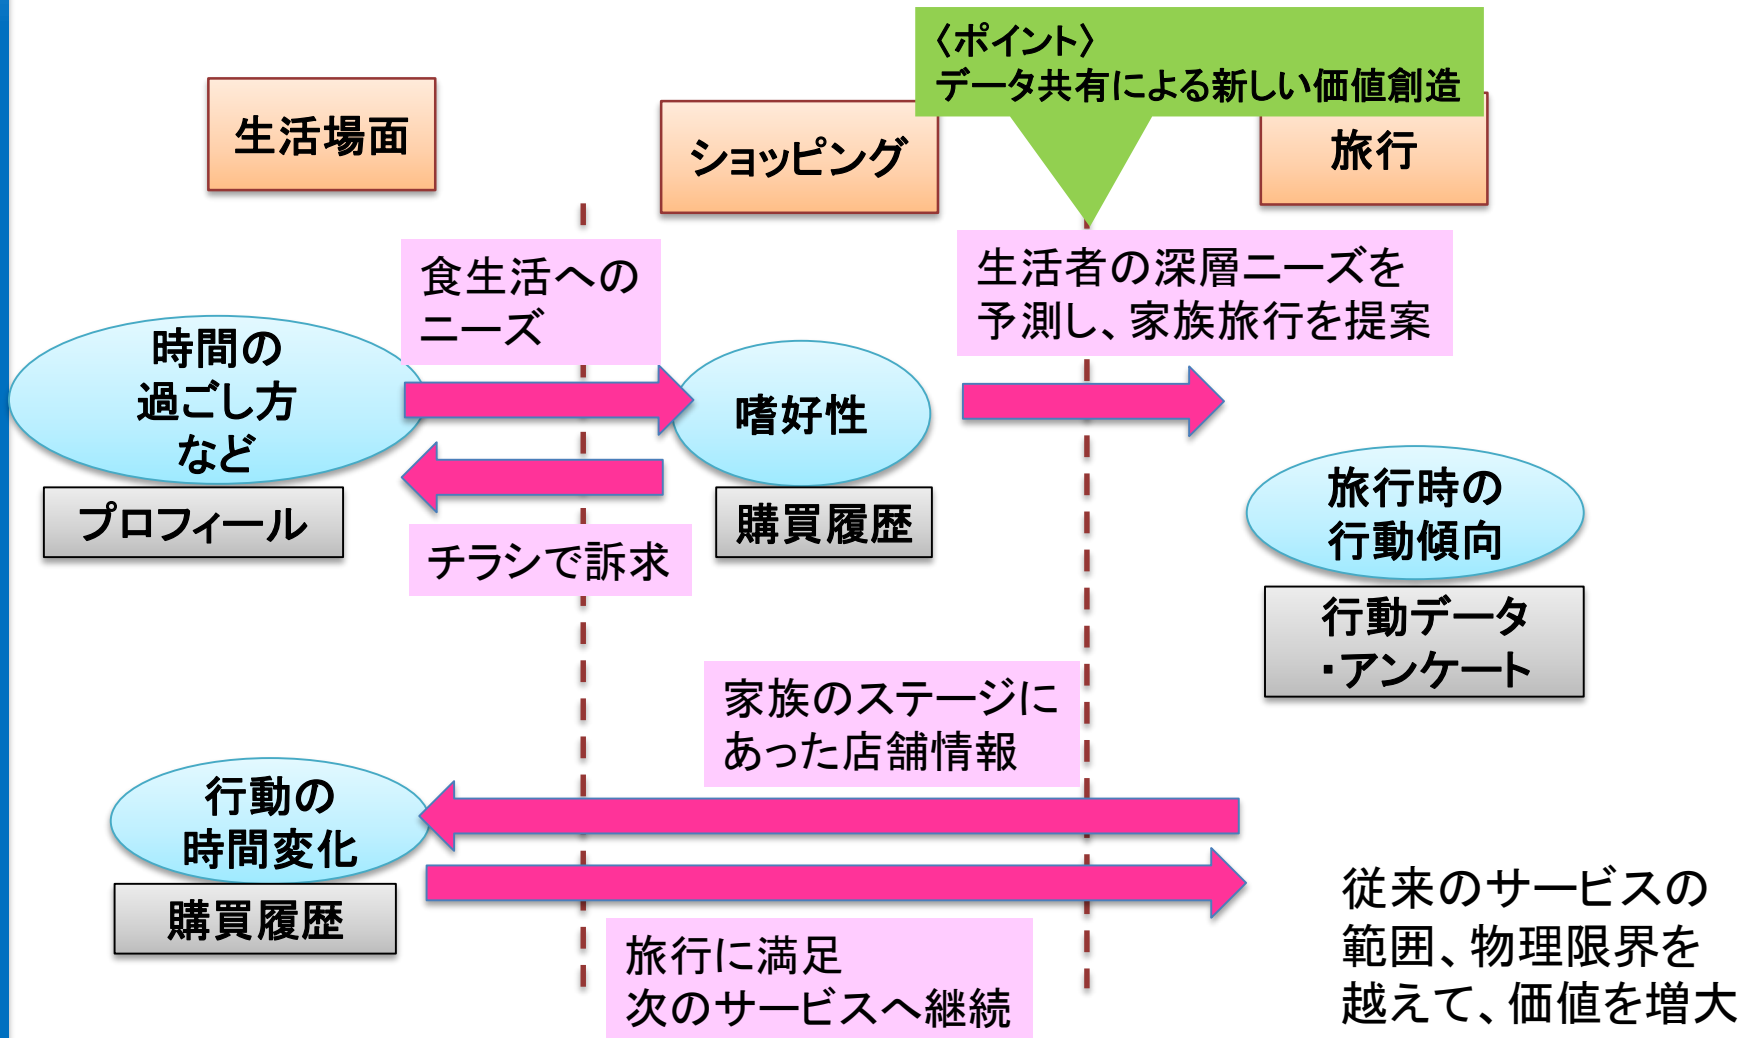 〈ポイント〉
データ共有による新しい価値創造
生活場面
ショッピング
旅行
食生活への
ニーズ
生活者の深層ニーズを
予測し、家族旅行を提案
時間の
過ごし方
など
プロフィール
嗜好性
購買履歴
チラシで訴求
旅行時の
行動傾向
行動データ
・アンケート
家族のステージに
あった店舗情報
行動の
時間変化
購買履歴
旅行に満足
次のサービスへ継続
従来のサービスの
範囲、物理限界を
越えて、価値を増大